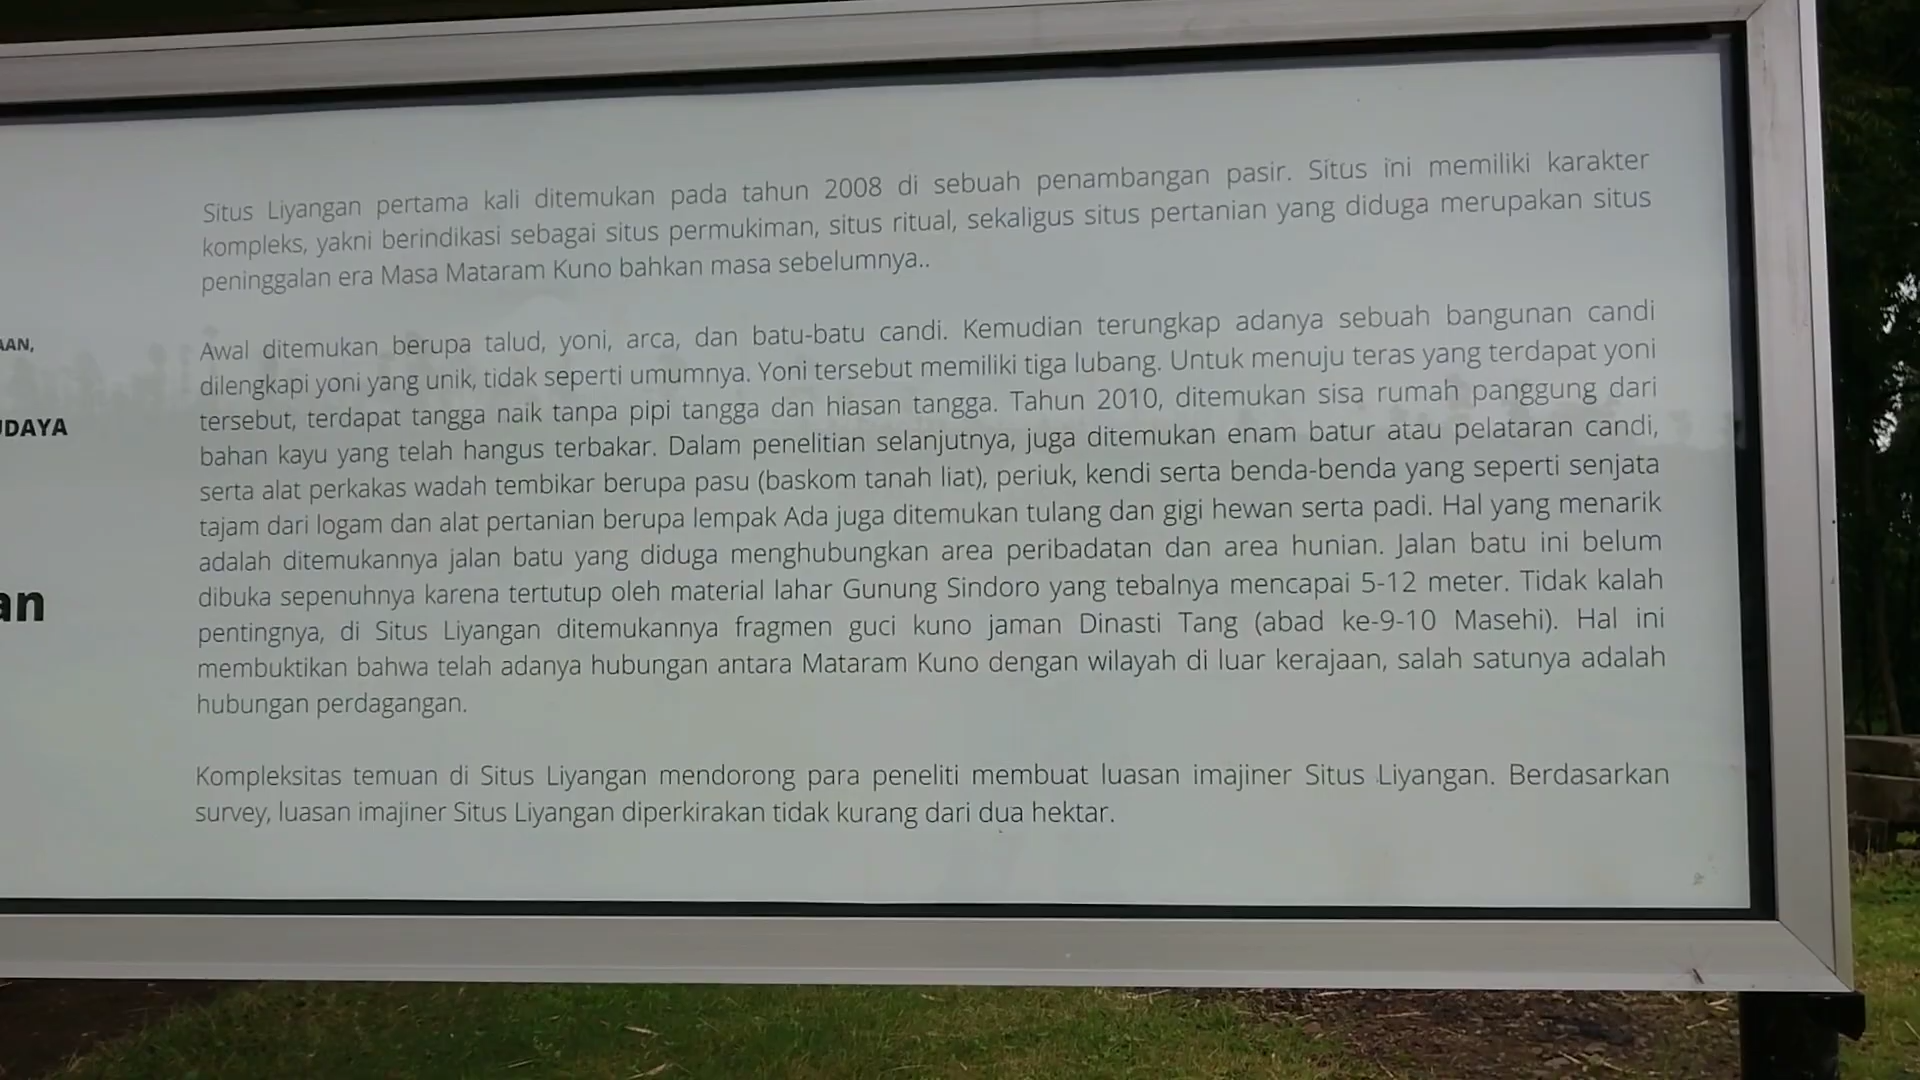 AAN,
UDAYA
an
Situs Liyangan pertama kali ditemukan pada tahun 2008 di sebuah penambangan pasir. Situs ini memiliki karakter
kompleks, yakni berindikasi sebagai situs permukiman, situs ritual, sekaligus situs pertanian yang diduga merupakan situs
peninggalan era Masa Mataram Kuno bahkan masa sebelumnya..
Awal ditemukan berupa talud, yoni, arca, dan batu-batu candi. Kemudian terungkap adanya sebuah bangunan candi
dilengkapi yoni yang unik, tidak seperti umumnya. Yoni tersebut memiliki tiga lubang. Untuk menuju teras yang terdapat yoni
tersebut, terdapat tangga naik tanpa pipi tangga dan hiasan tangga. Tahun 2010, ditemukan sisa rumah panggung dari
bahan kayu yang telah hangus terbakar. Dalam penelitian selanjutnya, juga ditemukan enam batur atau pelataran candi,
serta alat perkakas wadah tembikar berupa pasu (baskom tanah liat), periuk, kendi serta benda-benda yang seperti senjata
tajam dari logam dan alat pertanian berupa lempak Ada juga ditemukan tulang dan gigi hewan serta padi. Hal yang menarik
adalah ditemukannya jalan batu yang diduga menghubungkan area peribadatan dan area hunian. Jalan batu ini belum
dibuka sepenuhnya karena tertutup oleh material lahar Gunung Sindoro yang tebalnya mencapai 5-12 meter. Tidak kalah
pentingnya, di Situs Liyangan ditemukannya fragmen guci kuno jaman Dinasti Tang (abad ke-9-10 Masehi). Hal ini
membuktikan bahwa telah adanya hubungan antara Mataram Kuno dengan wilayah di luar kerajaan, salah satunya adalah
hubungan perdagangan.
Kompleksitas temuan di Situs Liyangan mendorong para peneliti membuat luasan imajiner Situs Liyangan. Berdasarkan
survey, luasan imajiner Situs Liyangan diperkirakan tidak kurang dari dua hektar.